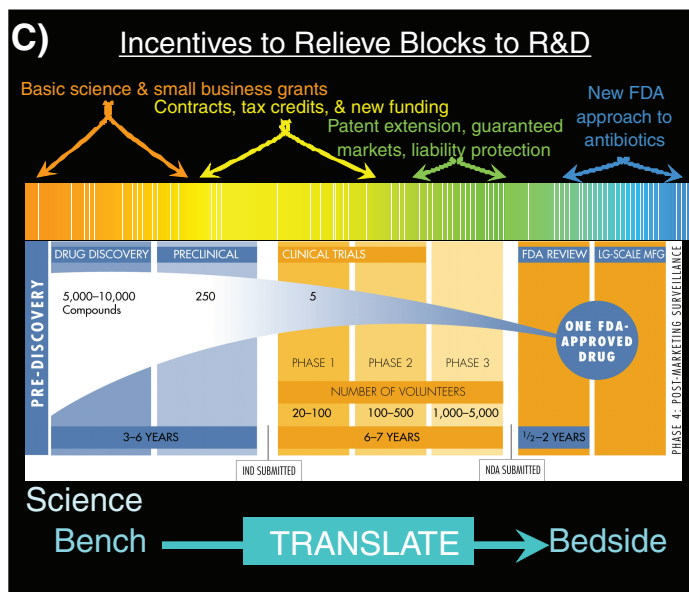 C)
Incentives to Relieve Blocks to R&D
Basic science & small business grants
Contracts, tax credits, & new funding
Patent extension, guaranteed
markets, liability protection
New FDA
approach to
antibiotics
PRE-DISCOVERY
DRUG DISCOVERY
PRECLINICAL
CLINICAL TRIALS
FDA REVIEW
LG-SCALE MFG
5,000–10,000
Compounds
250
5
ONE FDA-
APPROVED
DRUG
PHASE 1
PHASE 2
PHASE 3
NUMBER OF VOLUNTEERS
20–100
100–500
1,000–5,000
3–6 YEARS
6–7 YEARS
½–2 YEARS
IND SUBMITTED
NDA SUBMITTED
PHASE 4: POST-MARKETING SURVEILLANCE
Science
Bench
TRANSLATE
Bedside